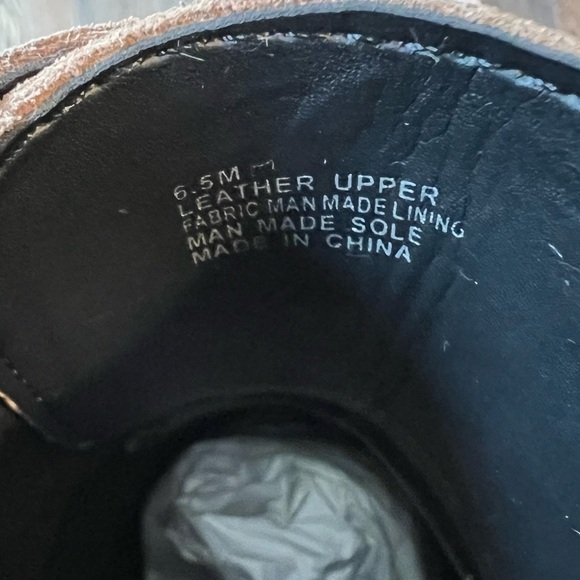 6.5M
LEATHER UPPER
FABRIC MAN MADE LINING
MAN MADE SOLE
MADE IN CHINA